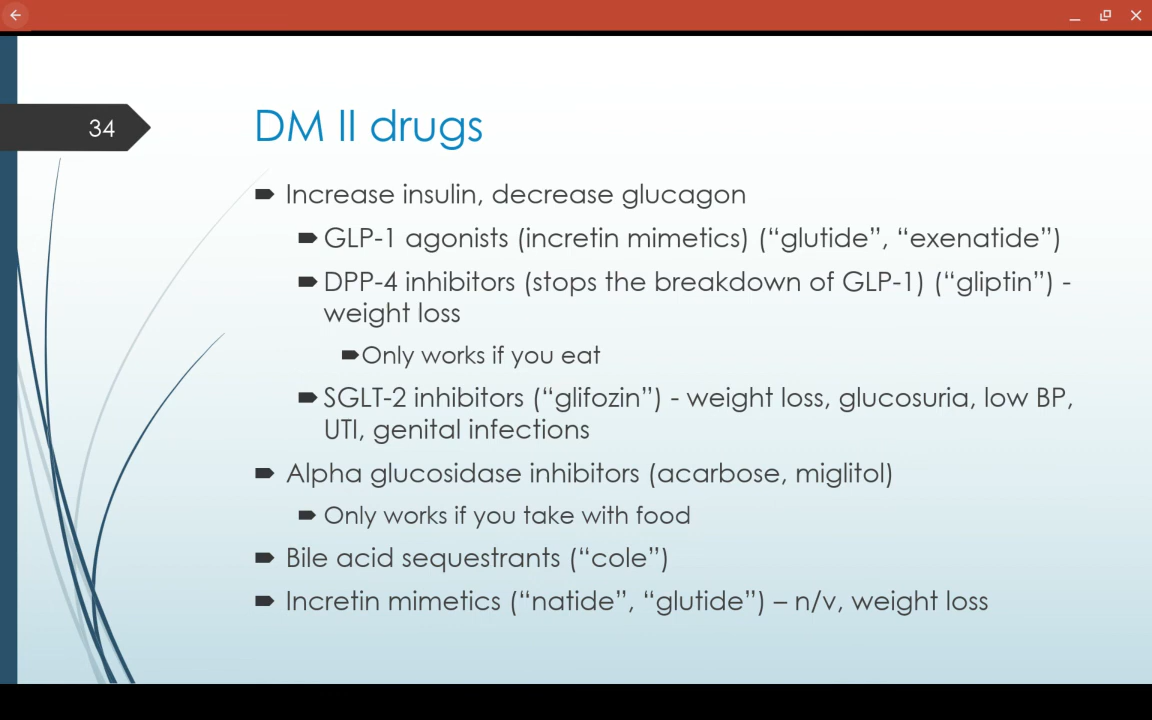 34
DM II drugs
Increase insulin, decrease glucagon
GLP-1 agonists (incretin mimetics) (“glutide”, “exenatide”)
DPP-4 inhibitors (stops the breakdown of GLP-1) (“gliptin”) -
weight loss
Only works if you eat
SGLT-2 inhibitors (“glifozin”) - weight loss, glucosuria, low BP,
UTI, genital infections
Alpha glucosidase inhibitors (acarbose, miglitol)
Only works if you take with food
Bile acid sequestrants (“cole”)
Incretin mimetics (“natide”, “glutide”) – n/v, weight loss